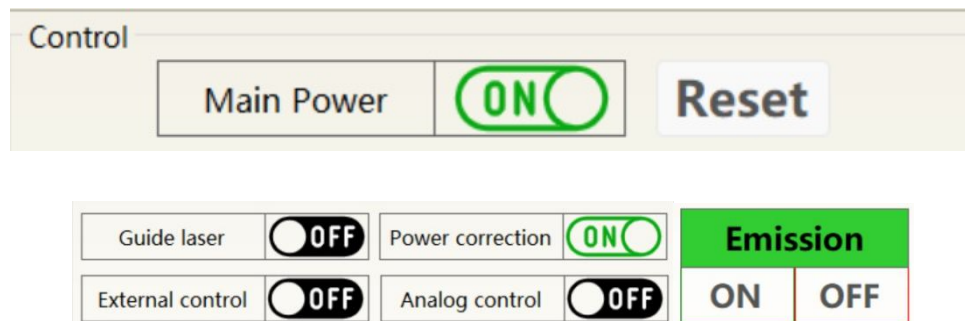 Control
Main Power ON Reset
Guide laser OFF Power correction ON Emission
External control OFF Analog control OFF ON OFF